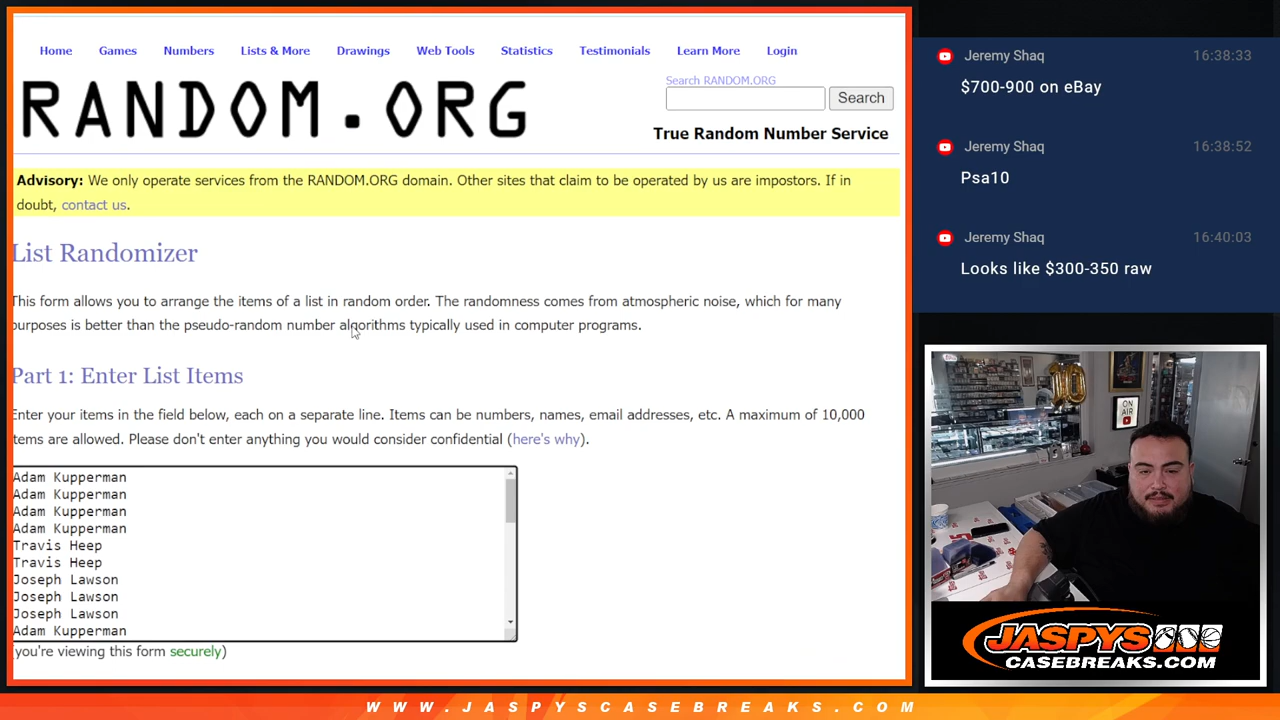 Home Games Numbers Lists & More Drawings Web Tools Statistics Testimonials Learn More Login
RANDOM.ORG
Search RANDOM.ORG
Search
True Random Number Service
Advisory: We only operate services from the RANDOM.ORG domain. Other sites that claim to be operated by us are impostors. If in
doubt, contact us.
List Randomizer
This form allows you to arrange the items of a list in random order. The randomness comes from atmospheric noise, which for many
purposes is better than the pseudo-random number algorithms typically used in computer programs.
Part 1: Enter List Items
Enter your items in the field below, each on a separate line. Items can be numbers, names, email addresses, etc. A maximum of 10,000
items are allowed. Please don't enter anything you would consider confidential (here's why).
Adam Kupperman
Adam Kupperman
Adam Kupperman
Adam Kupperman
Travis Heep
Travis Heep
Joseph Lawson
Joseph Lawson
Joseph Lawson
Adam Kupperman
(you're viewing this form securely)
Jeremy Shaq 16:38:33
$700-900 on eBay
Jeremy Shaq 16:38:52
Psa10
Jeremy Shaq 16:40:03
Looks like $300-350 raw
10
ON
AIR
JASPYS
CASEBREAKS.COM
WWW.JASPYSCASEBREAKS.COM